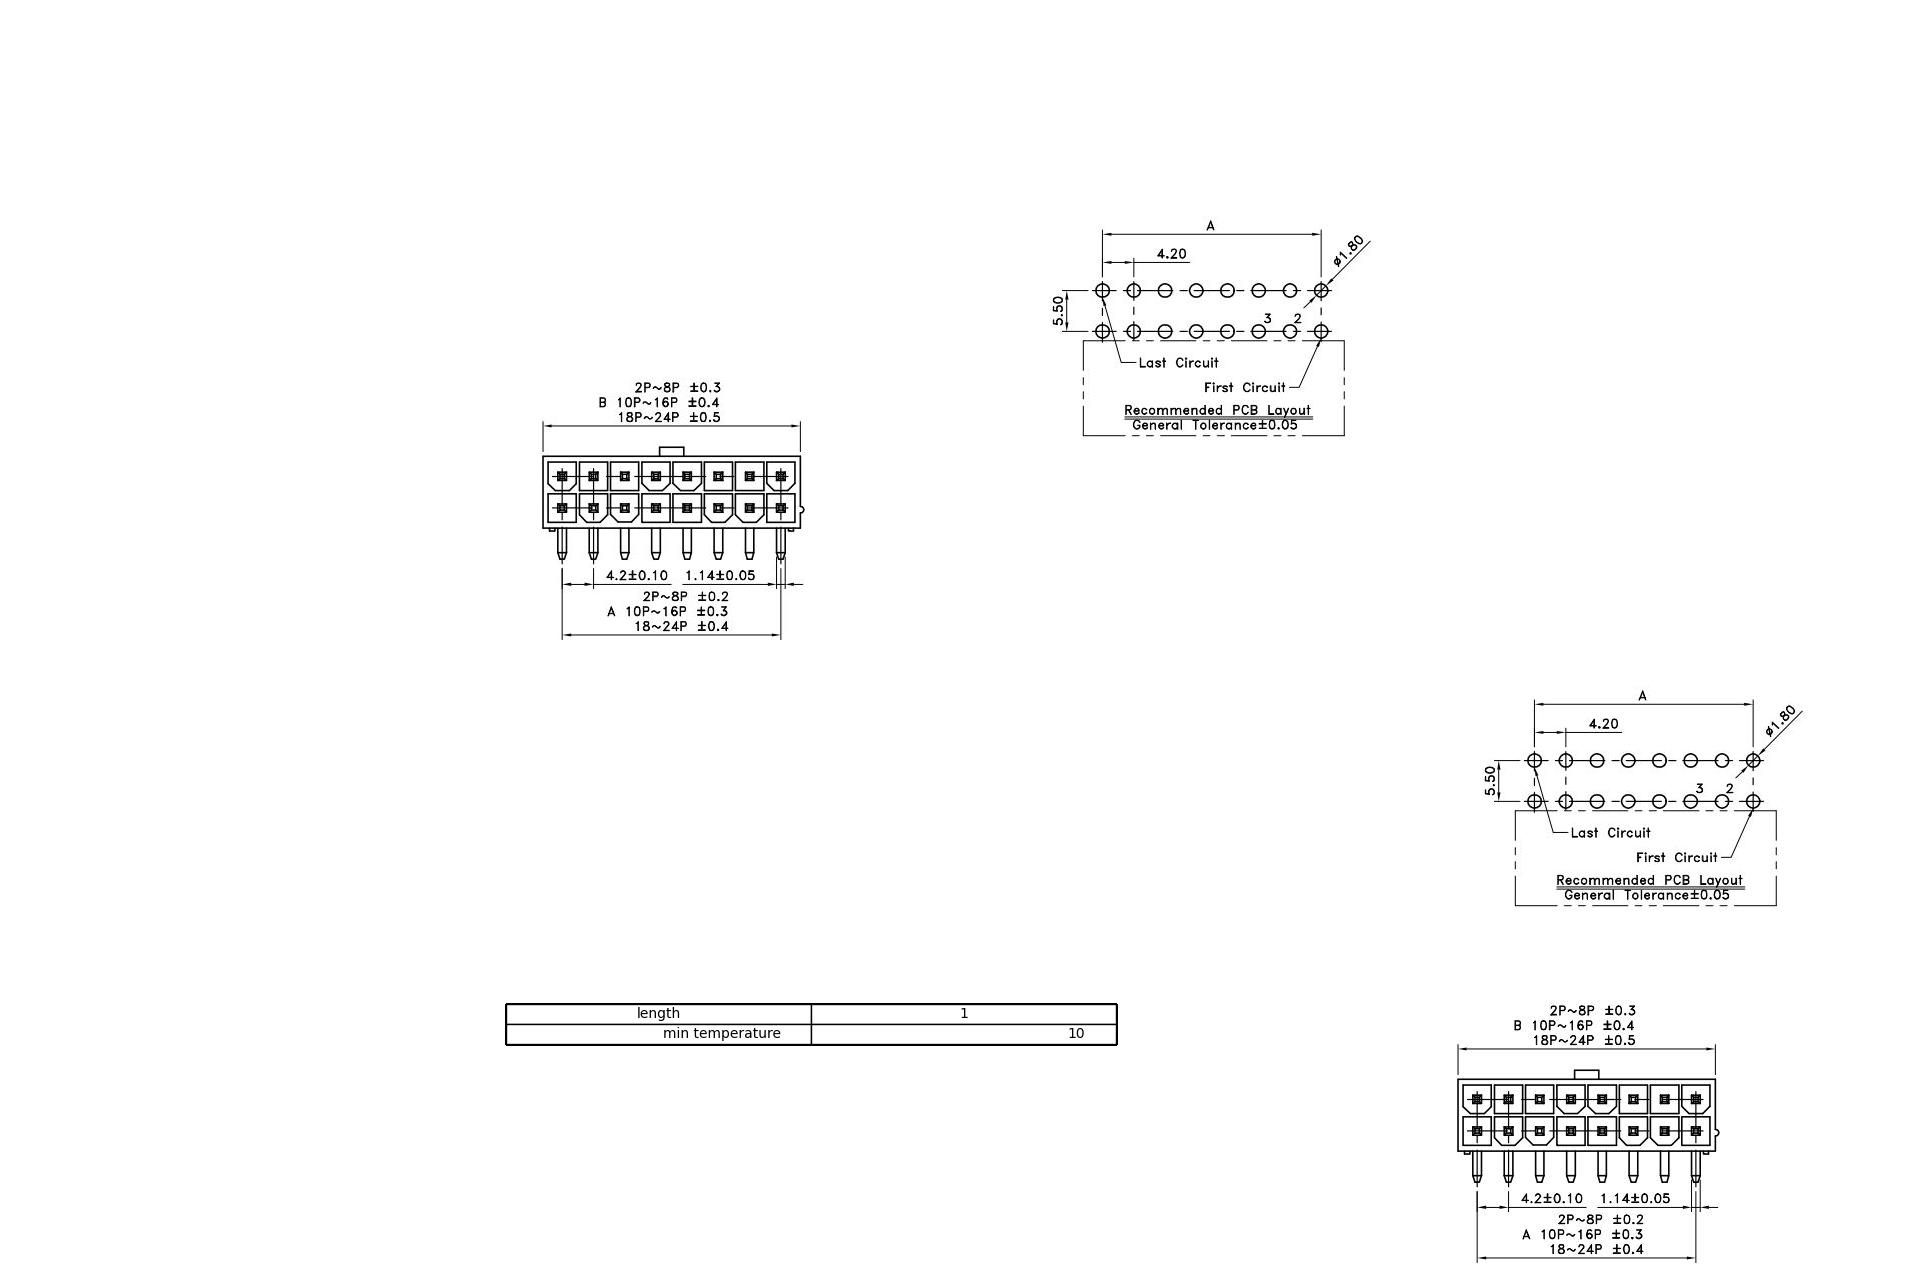 A
4.20
ø1.80
5.50
3 2
Last Circuit
First Circuit
Recommended PCB Layout
General Tolerance±0.05
2P~8P ±0.3
B 10P~16P ±0.4
18P~24P ±0.5
4.2±0.10 1.14±0.05
2P~8P ±0.2
A 10P~16P ±0.3
18~24P ±0.4
A
4.20
ø1.80
5.50
3 2
Last Circuit
First Circuit
Recommended PCB Layout
General Tolerance±0.05
length 1
min temperature 10
2P~8P ±0.3
B 10P~16P ±0.4
18P~24P ±0.5
4.2±0.10 1.14±0.05
2P~8P ±0.2
A 10P~16P ±0.3
18~24P ±0.4